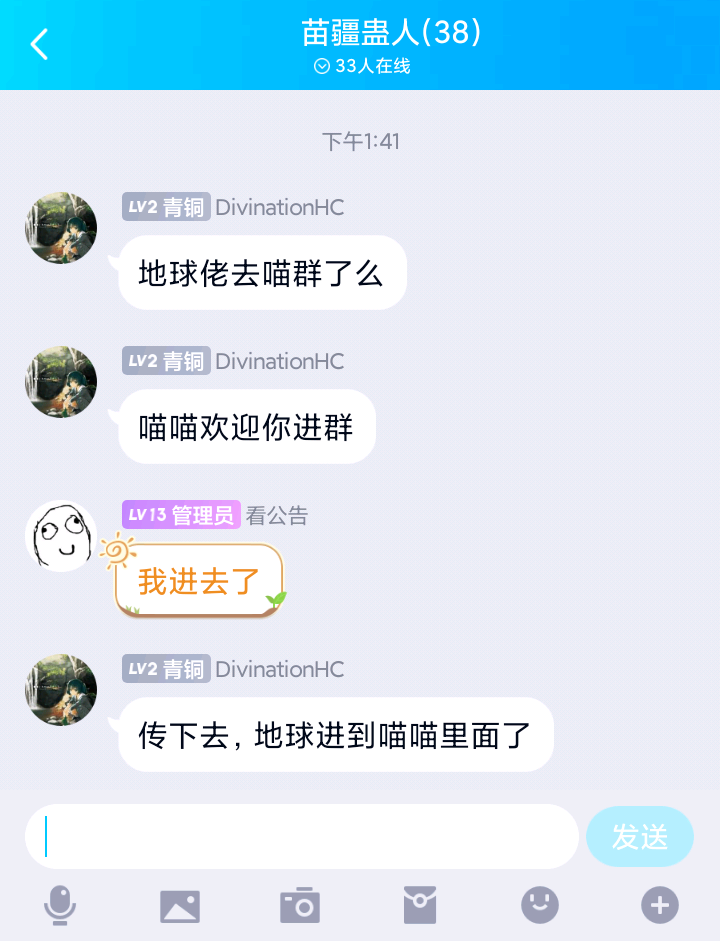 苗疆蛊人(38)
33人在线
下午1:41
LV2 青铜 DivinationHC
地球佬去喵群了么
LV2 青铜 DivinationHC
喵喵欢迎你进群
LV13 管理员 看公告
我进去了
LV2 青铜 DivinationHC
传下去，地球进到喵喵里面了
发送